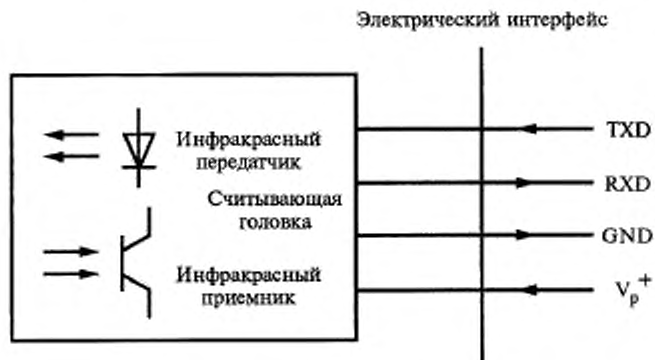 Электрический интерфейс
TXD
Инфракрасный
передатчик
RXD
Считывающая
головка
GND
Инфракрасный
приемник
Vp+